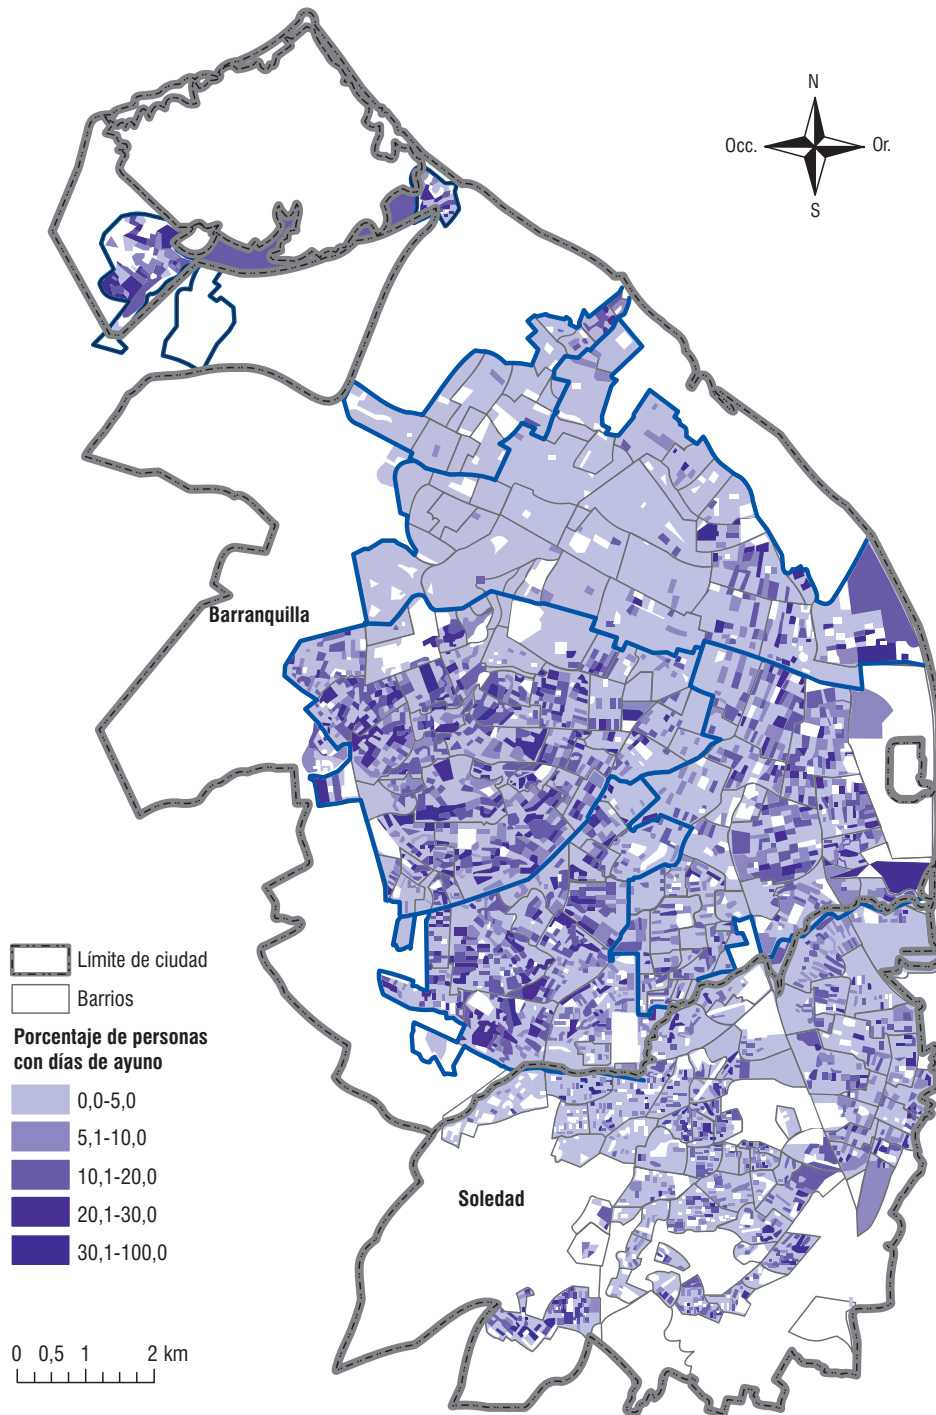 N
Occ.
Or.
S
Barranquilla
Límite de ciudad
Barrios
Porcentaje de personas
con días de ayuno
0,0-5,0
5,1-10,0
10,1-20,0
20,1-30,0
30,1-100,0
Soledad
0 0,5 1 2 km